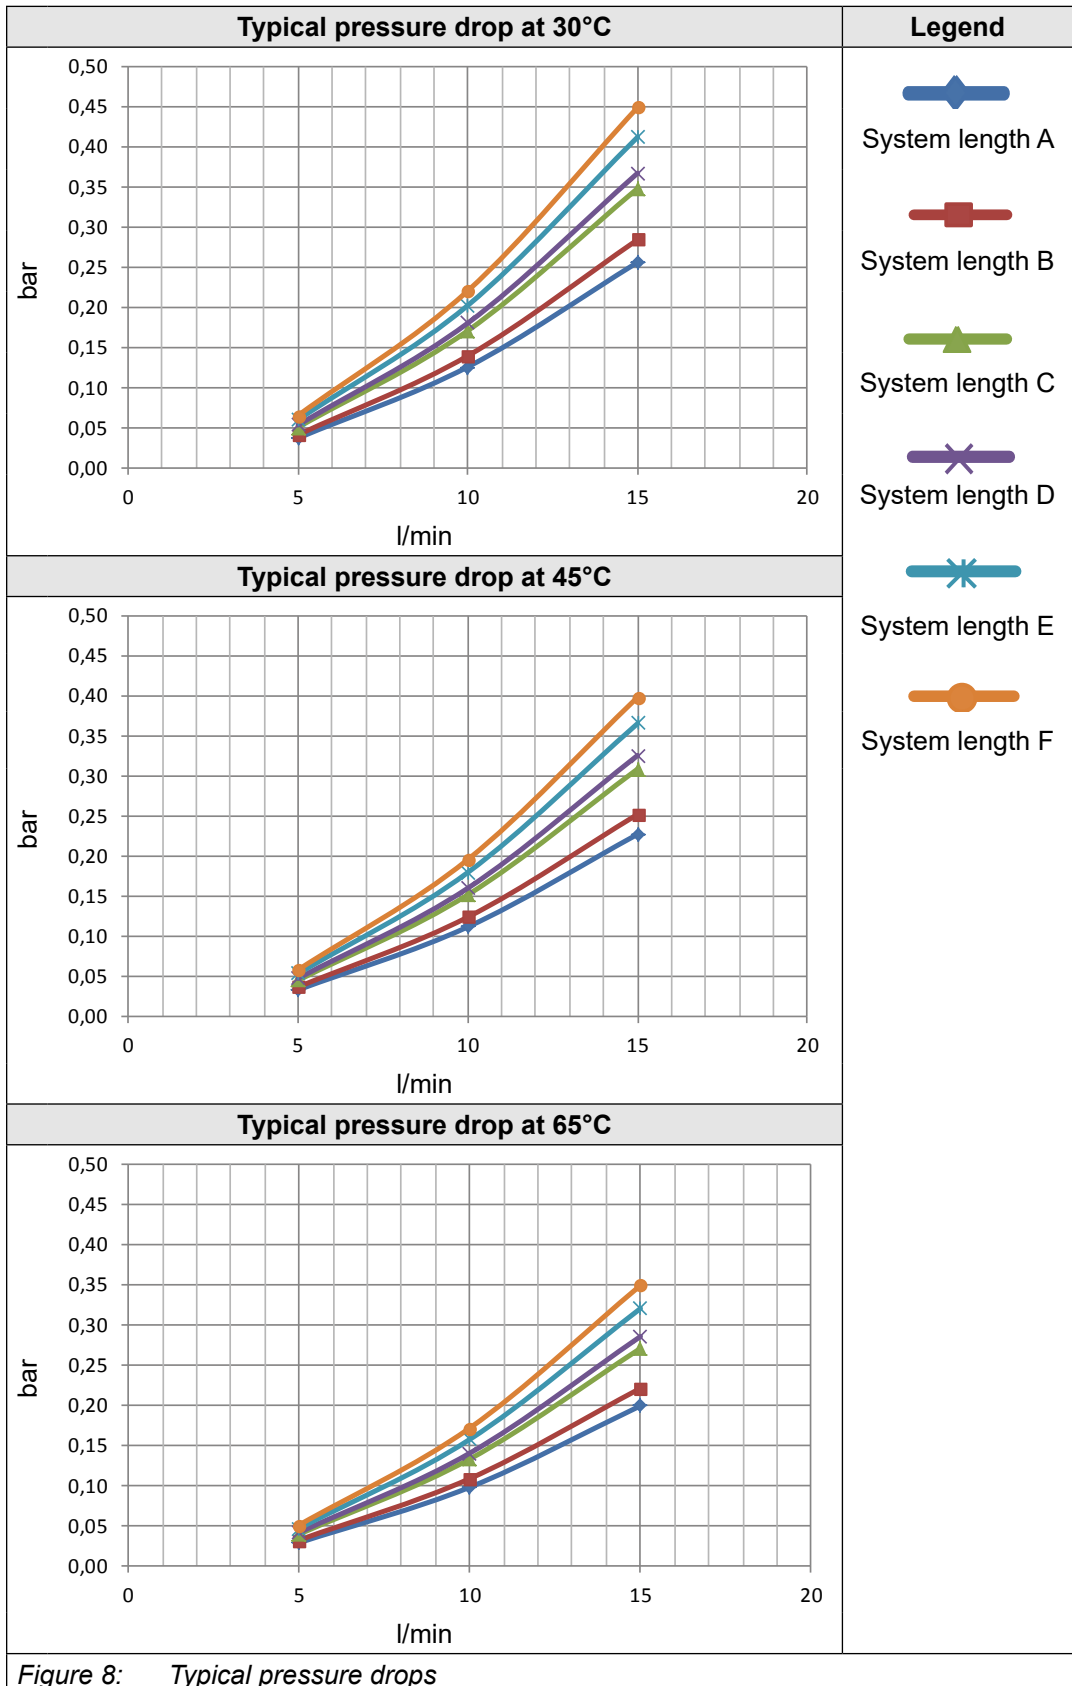 Typical pressure drop at 30°C
Legend
0,50
0,45
0,40
0,35
0,30
0,25
0,20
0,15
0,10
0,05
0,00
bar
0 5 10 15 20
l/min
System length A
System length B
System length C
System length D
System length E
System length F
Typical pressure drop at 45°C
0,50
0,45
0,40
0,35
0,30
0,25
0,20
0,15
0,10
0,05
0,00
bar
0 5 10 15 20
l/min
Typical pressure drop at 65°C
0,50
0,45
0,40
0,35
0,30
0,25
0,20
0,15
0,10
0,05
0,00
bar
0 5 10 15 20
l/min
Figure 8: Typical pressure drops